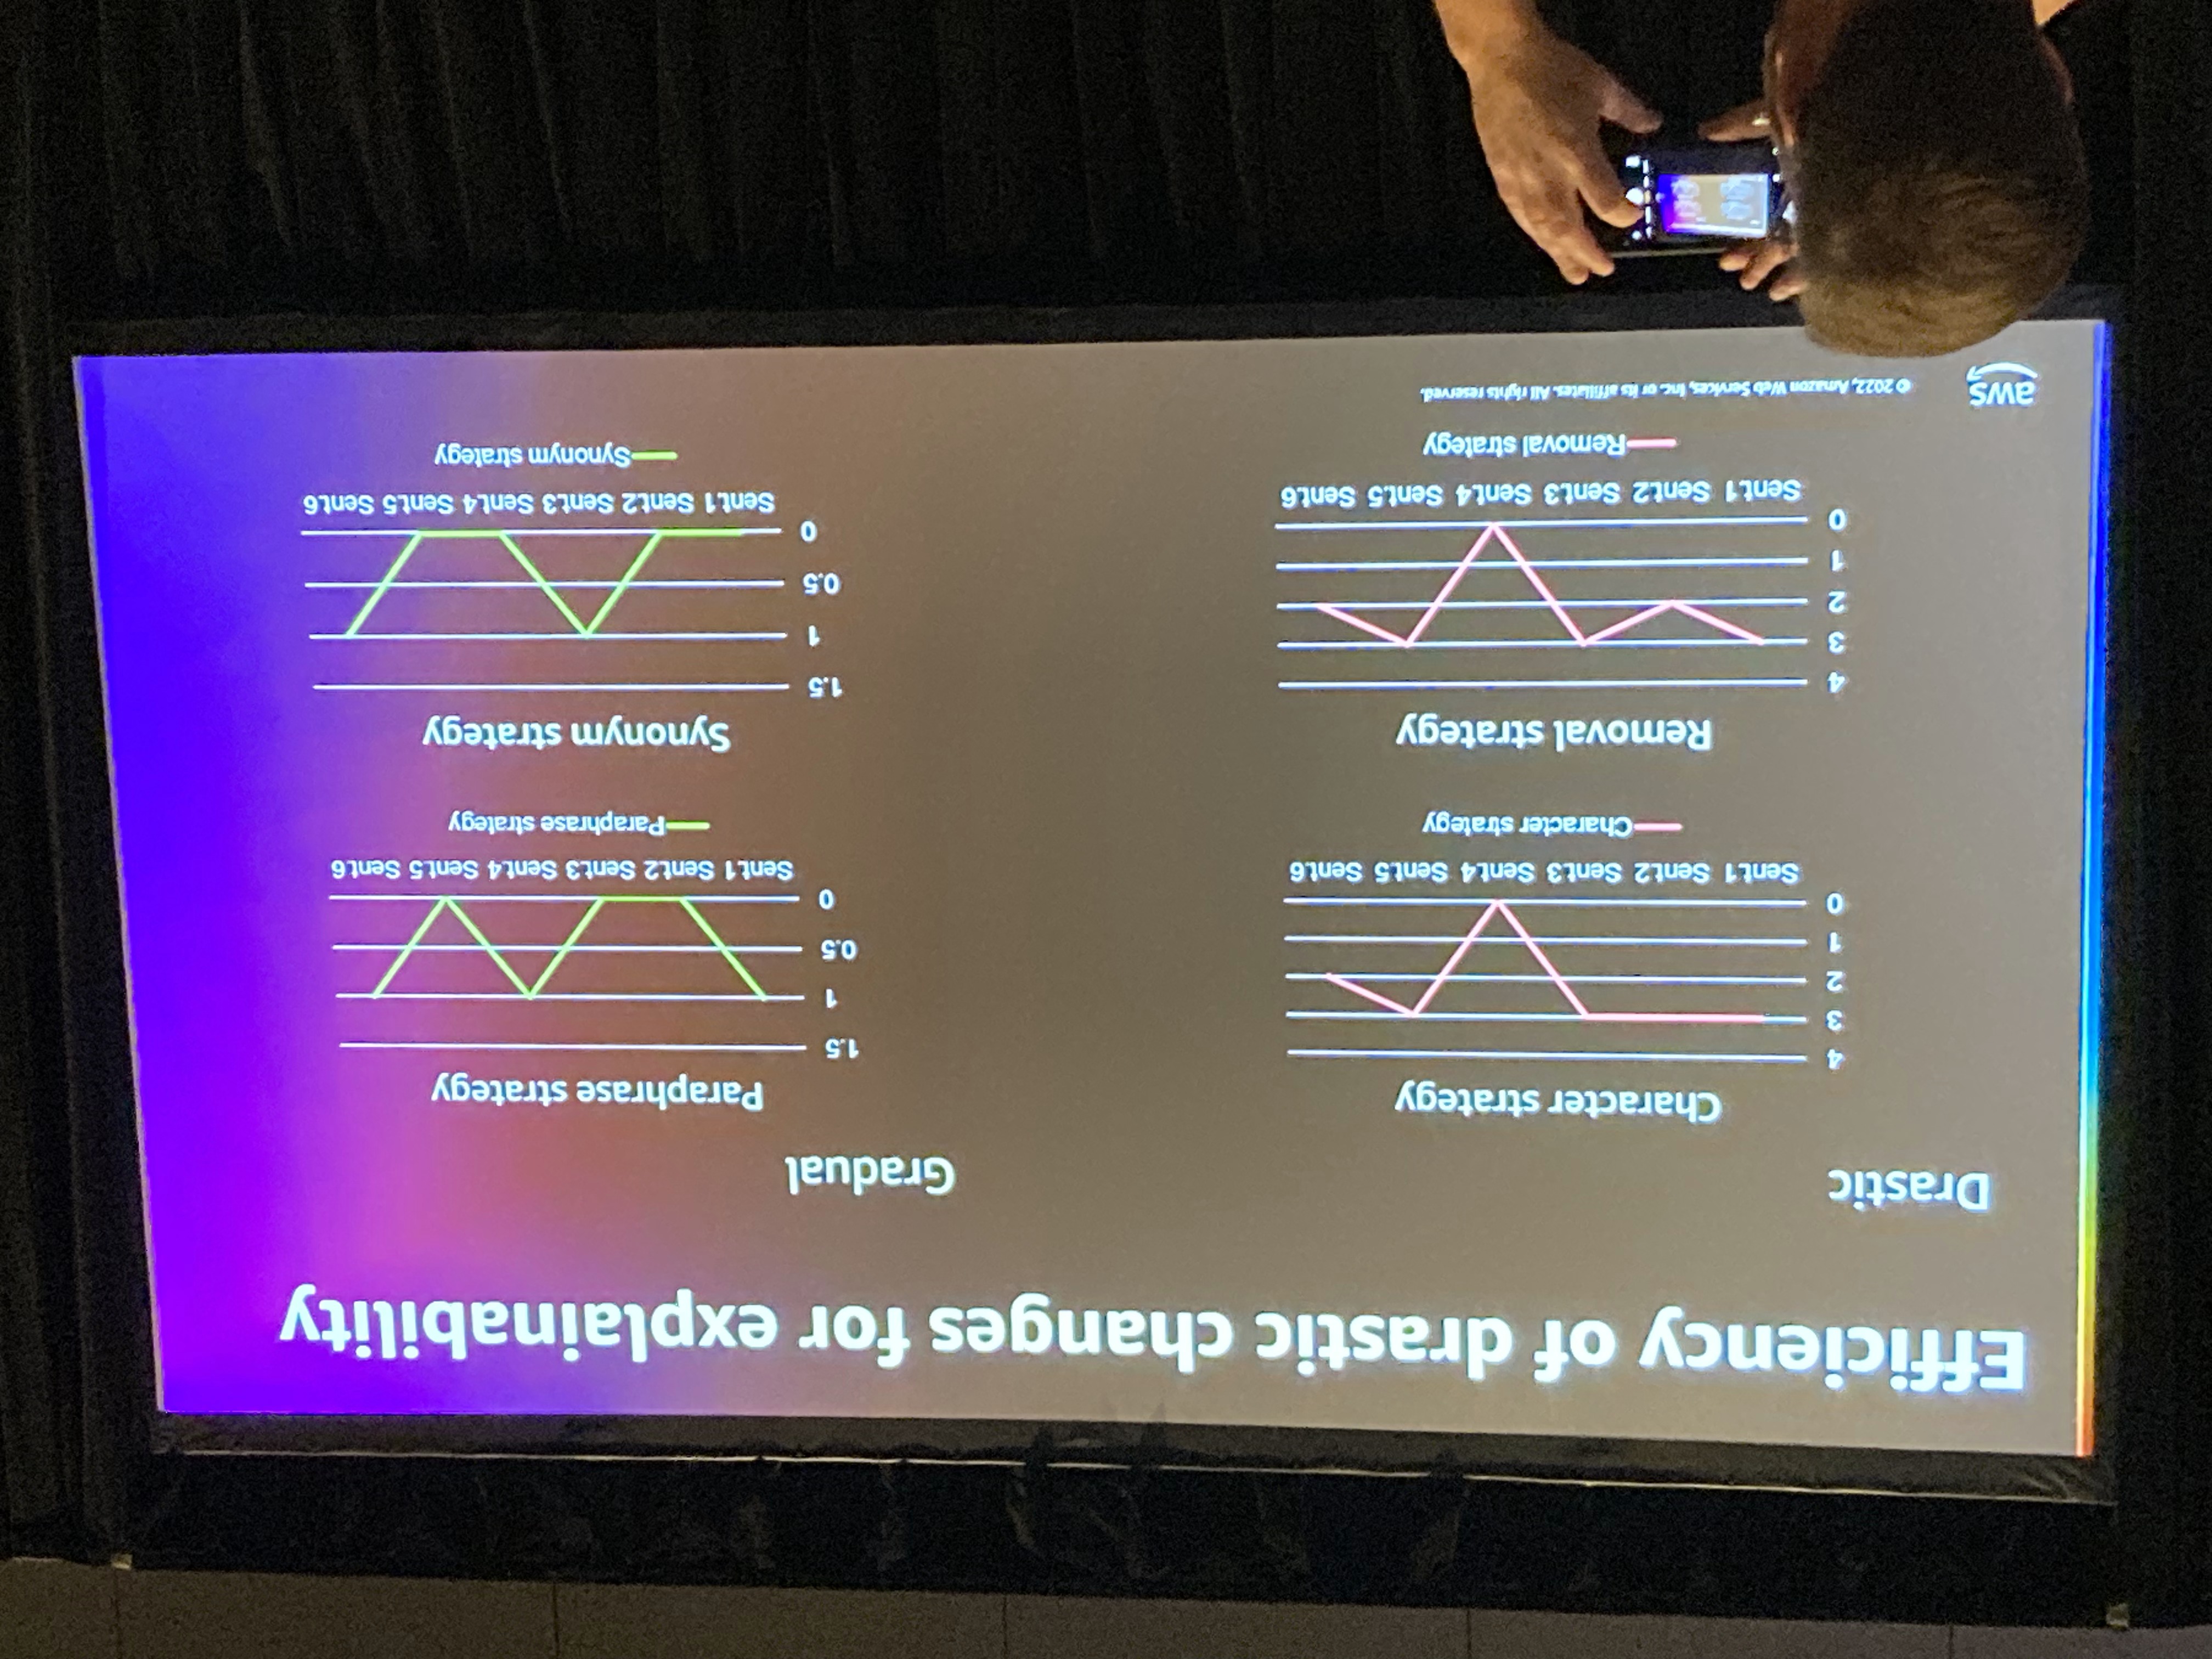 Efficiency of drastic changes for explainability
Drastic
Character strategy
4
3
2
1
0
Sent.1 Sent.2 Sent.3 Sent.4 Sent.5 Sent.6
Character strategy
Removal strategy
4
3
2
1
0
Sent.1 Sent.2 Sent.3 Sent.4 Sent.5 Sent.6
Removal strategy
Gradual
Paraphrase strategy
1.5
1
0.5
0
Sent.1 Sent.2 Sent.3 Sent.4 Sent.5 Sent.6
Paraphrase strategy
Synonym strategy
1.5
1
0.5
0
Sent.1 Sent.2 Sent.3 Sent.4 Sent.5 Sent.6
Synonym strategy
aws
© 2022, Amazon Web Services, Inc. or its affiliates. All rights reserved.